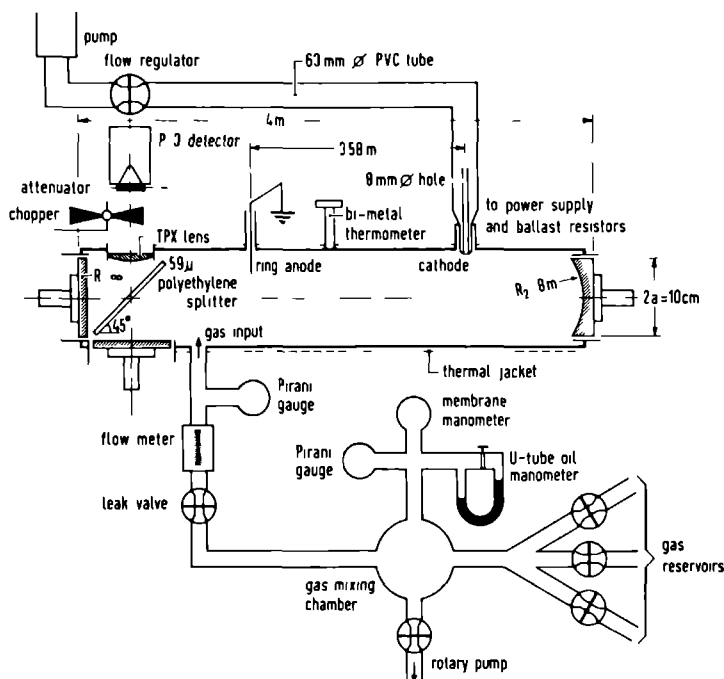 pump
flow regulator
63mm Ø PVC tube
4m
P D detector
3.58 m
8mm Ø hole
attenuator
chopper
bi-metal
thermometer
to power supply
and ballast resistors
TPX lens
ring anode
cathode
R ∞
59μ
polyethylene
splitter
R₂ 8m
2a=10cm
45°
gas input
thermal jacket
Pirani
gauge
membrane
manometer
flow meter
Pirani
gauge
U-tube oil
manometer
leak valve
gas
reservoirs
gas mixing
chamber
rotary pump